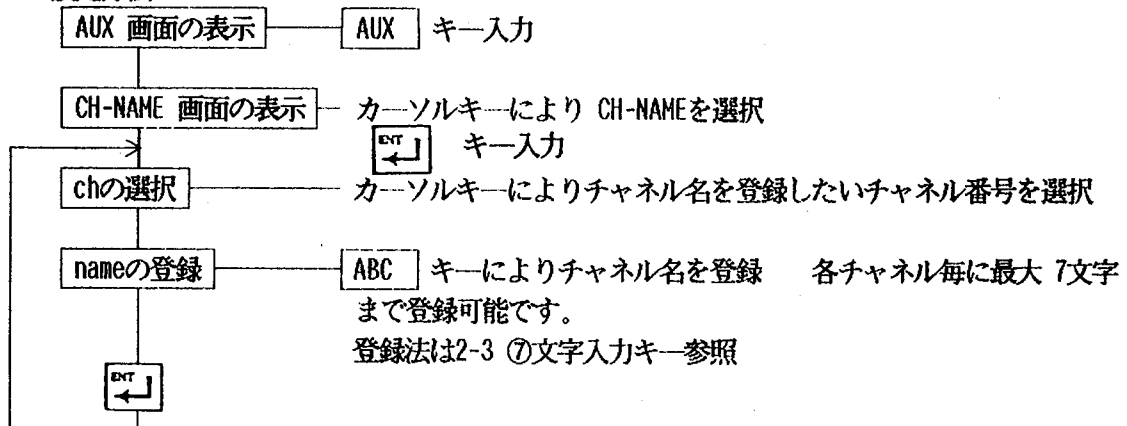 AUX 画面の表示 AUX キー入力
CH-NAME 画面の表示 カーソルキーにより CH-NAMEを選択
ENT キー入力
chの選択 カーソルキーによりチャネル名を登録したいチャネル番号を選択
nameの登録 ABC キーによりチャネル名を登録 各チャネル毎に最大 7文字
まで登録可能です。
登録法は2-3 ⑦文字入力キー参照
ENT